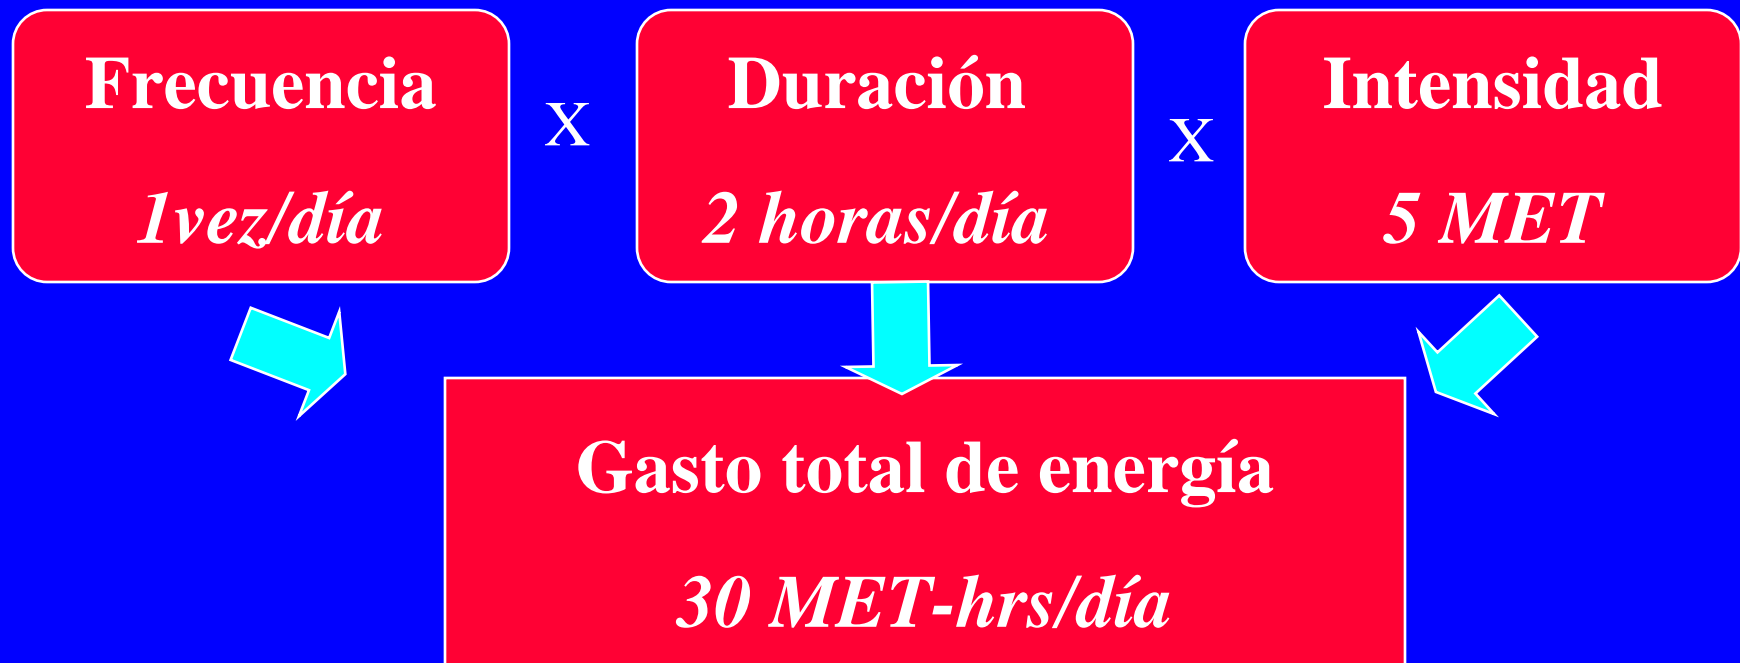 Frecuencia
1vez/día
X
Duración
2 horas/día
X
Intensidad
5 MET
Gasto total de energía
30 MET-hrs/día